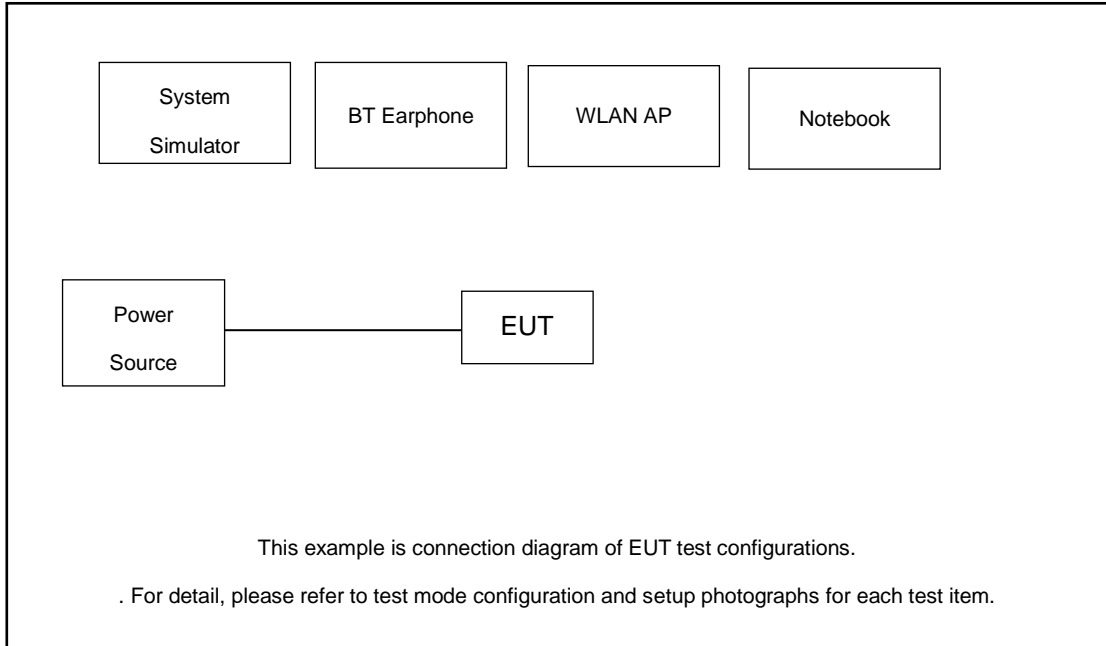 System
Simulator
BT Earphone
WLAN AP
Notebook
Power
Source
EUT
This example is connection diagram of EUT test configurations.
. For detail, please refer to test mode configuration and setup photographs for each test item.